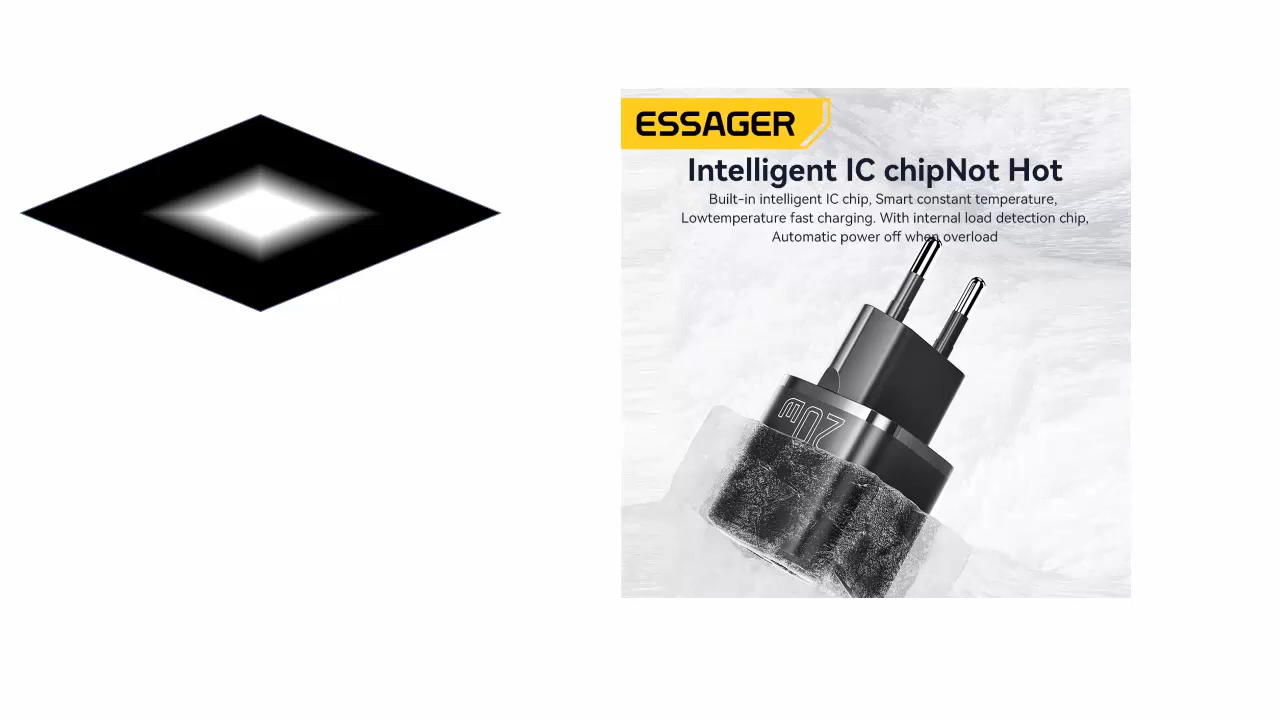 ESSAGER
Intelligent IC chipNot Hot
Built-in intelligent IC chip, Smart constant temperature,
Lowtemperature fast charging. With internal load detection chip,
Automatic power off when overload
20W